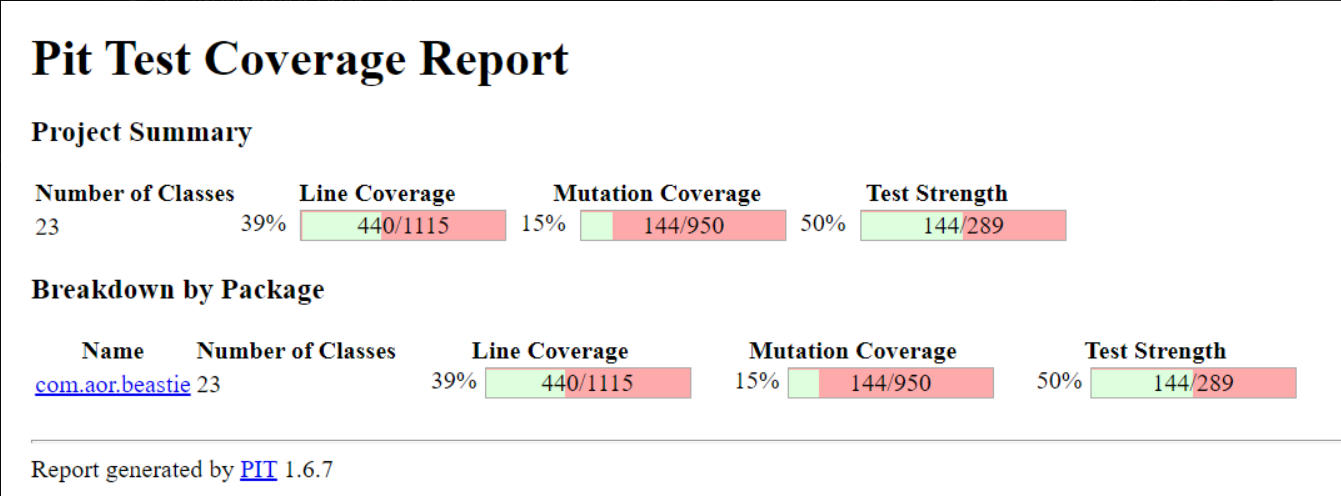 Pit Test Coverage Report
Project Summary
Number of Classes Line Coverage Mutation Coverage Test Strength
23 39% 440/1115 15% 144/950 50% 144/289
Breakdown by Package
Name Number of Classes Line Coverage Mutation Coverage Test Strength
com.aor.beastie 23 39% 440/1115 15% 144/950 50% 144/289
Report generated by PIT 1.6.7